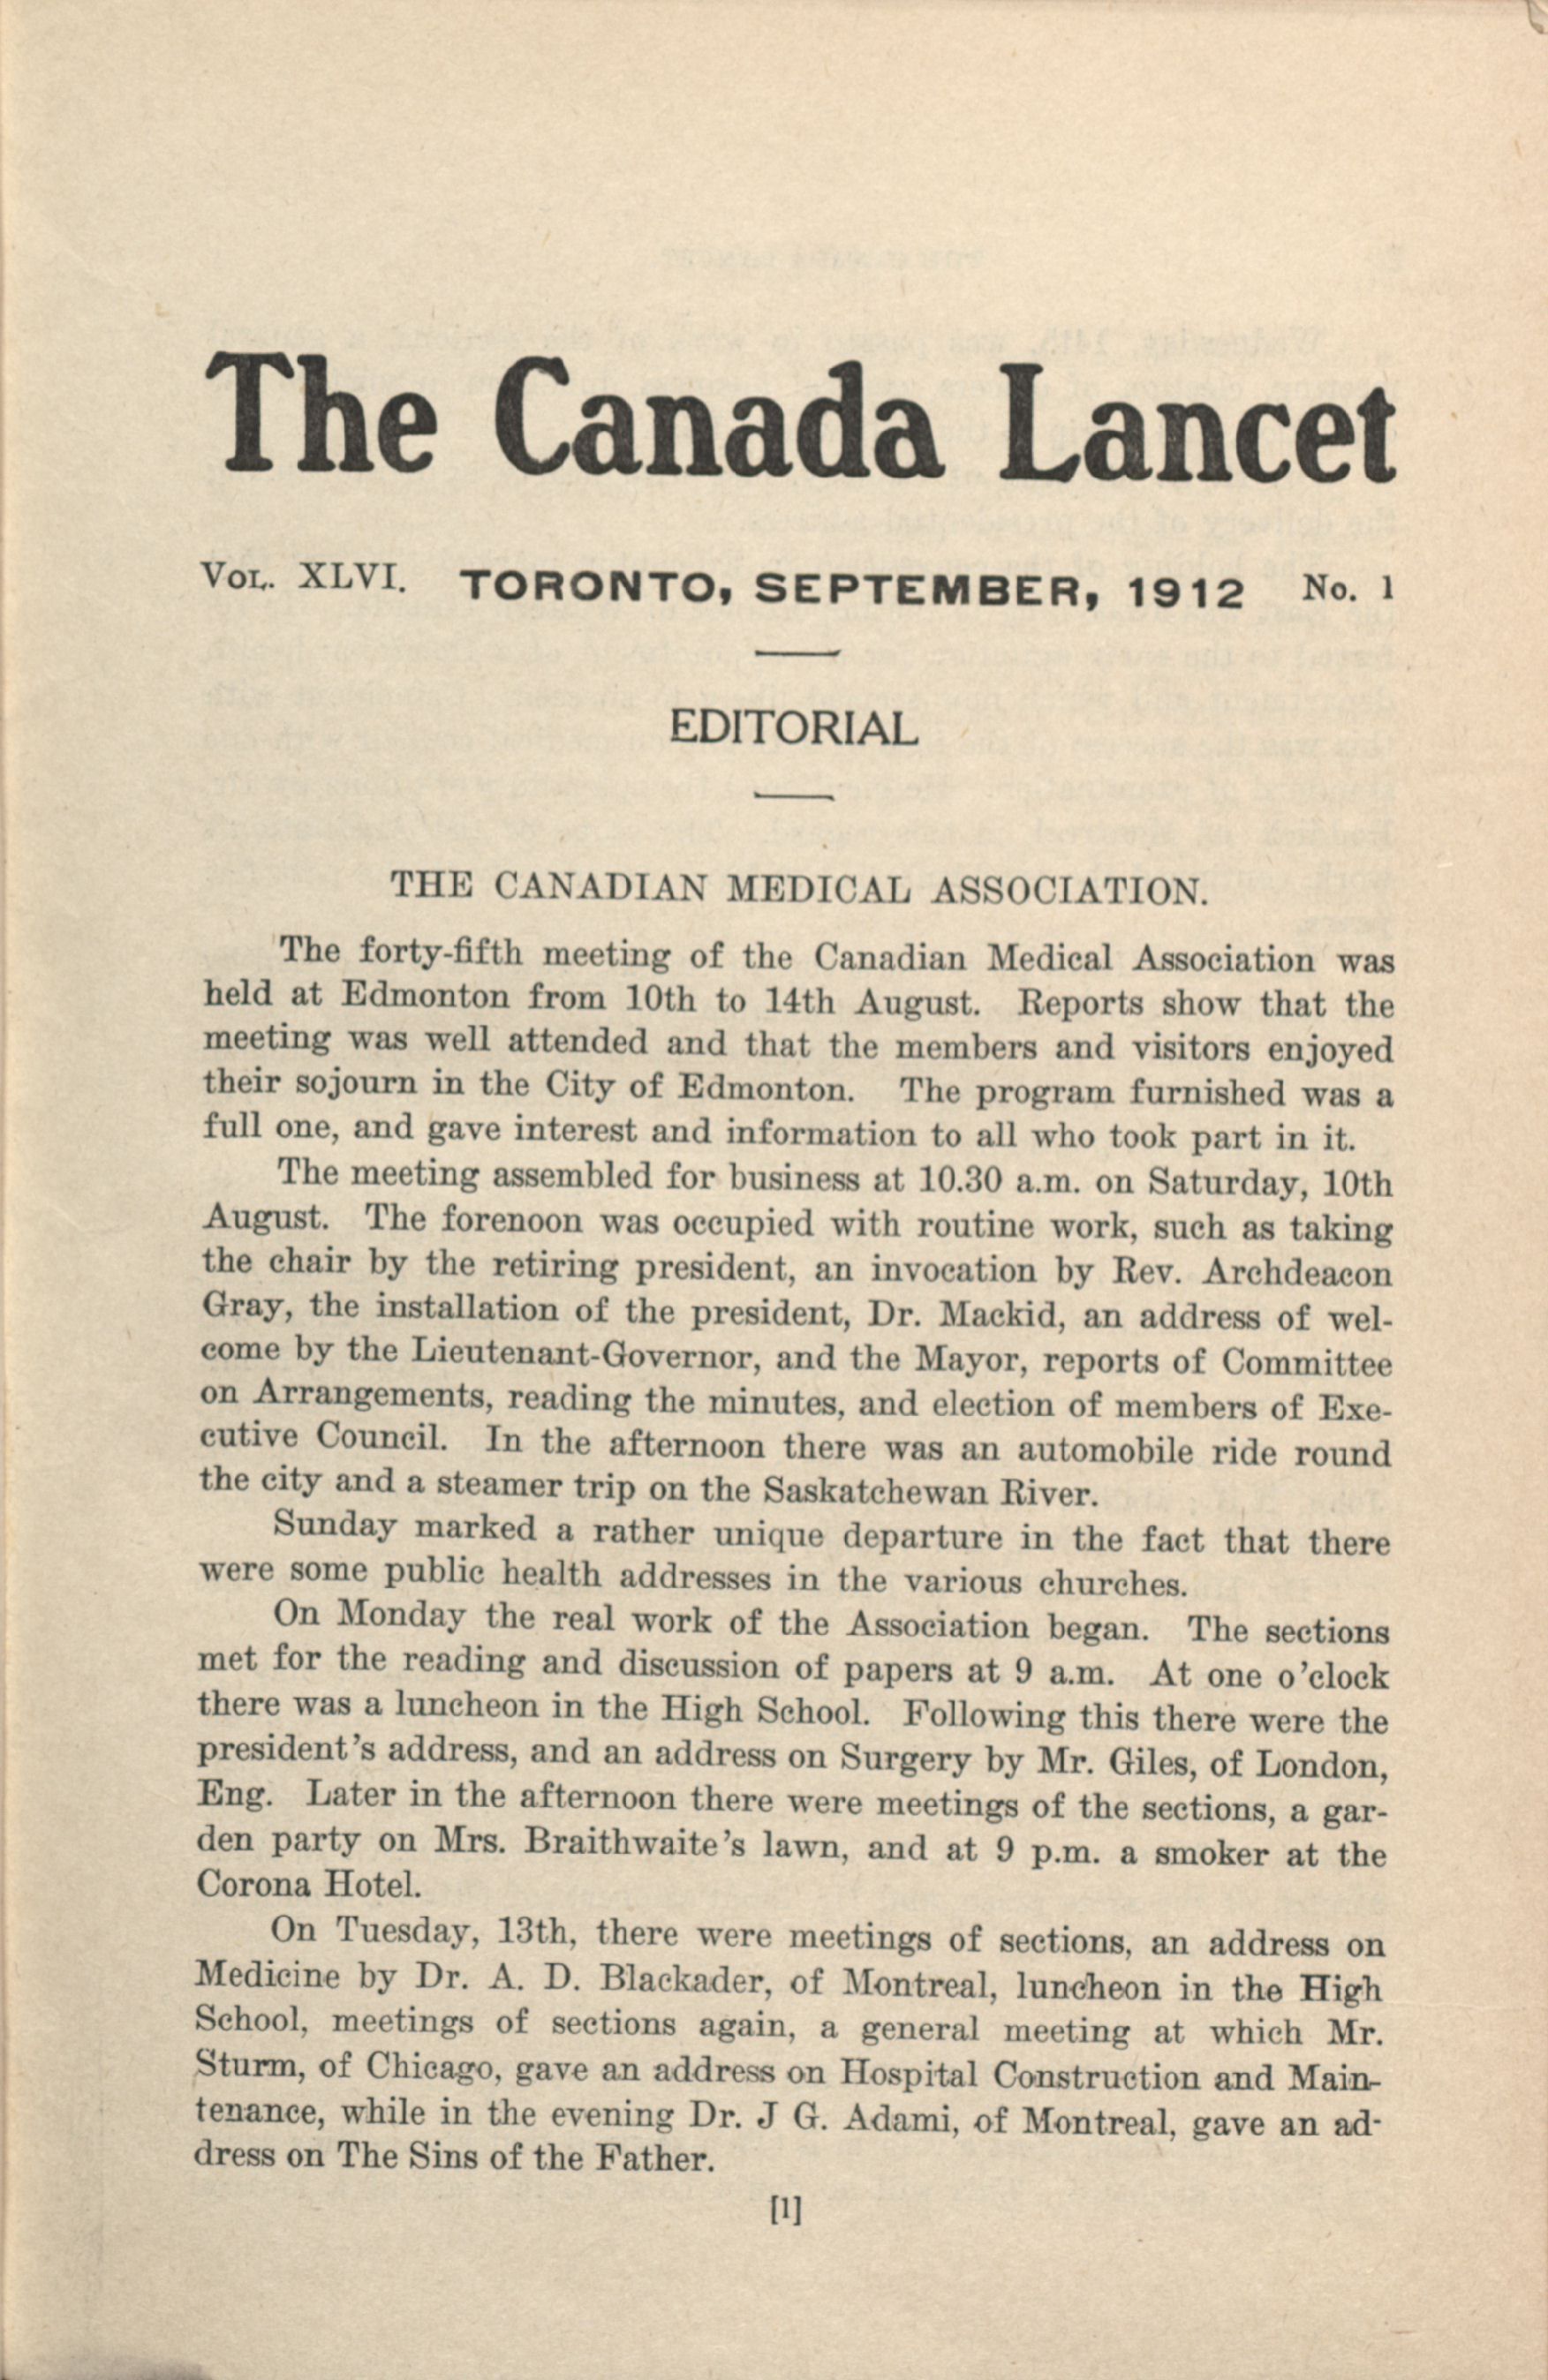 The Canada Lancet
VOL. XLVI. TORONTO, SEPTEMBER, 1912 No. 1
EDITORIAL
THE CANADIAN MEDICAL ASSOCIATION.
The forty-fifth meeting of the Canadian Medical Association was
held at Edmonton from 10th to 14th August. Reports show that the
meeting was well attended and that the members and visitors enjoyed
their sojourn in the City of Edmonton. The program furnished was a
full one, and gave interest and information to all who took part in it.
The meeting assembled for business at 10.30 a.m. on Saturday, 10th
August. The forenoon was occupied with routine work, such as taking
the chair by the retiring president, an invocation by Rev. Archdeacon
Gray, the installation of the president, Dr. Mackid, an address of wel-
come by the Lieutenant-Governor, and the Mayor, reports of Committee
on Arrangements, reading the minutes, and election of members of Exe-
cutive Council. In the afternoon there was an automobile ride round
the city and a steamer trip on the Saskatchewan River.
Sunday marked a rather unique departure in the fact that there
were some public health addresses in the various churches.
On Monday the real work of the Association began. The sections
met for the reading and discussion of papers at 9 a.m. At one o'clock
there was a luncheon in the High School. Following this there were the
president's address, and an address on Surgery by Mr. Giles, of London,
Eng. Later in the afternoon there were meetings of the sections, a gar-
den party on Mrs. Braithwaite's lawn, and at 9 p.m. a smoker at the
Corona Hotel.
On Tuesday, 13th, there were meetings of sections, an address on
Medicine by Dr. A. D. Blackader, of Montreal, luncheon in the High
School, meetings of sections again, a general meeting at which Mr.
Sturm, of Chicago, gave an address on Hospital Construction and Main-
tenance, while in the evening Dr. J G. Adami, of Montreal, gave an ad-
dress on The Sins of the Father.
[1]